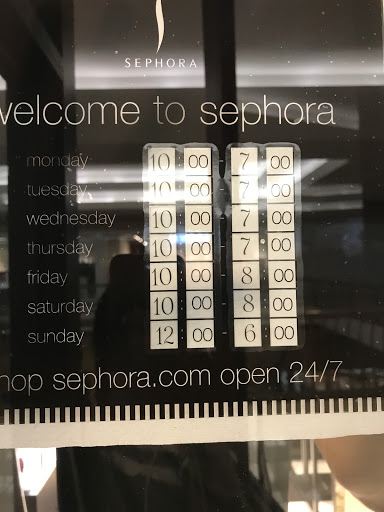 SEPHORA
welcome to sephora
monday 10 00 - 7 00
tuesday 10 00 - 7 00
wednesday 10 00 - 7 00
thursday 10 00 - 7 00
friday 10 00 - 8 00
saturday 10 00 - 8 00
sunday 12 00 - 6 00
hop sephora.com open 24/7